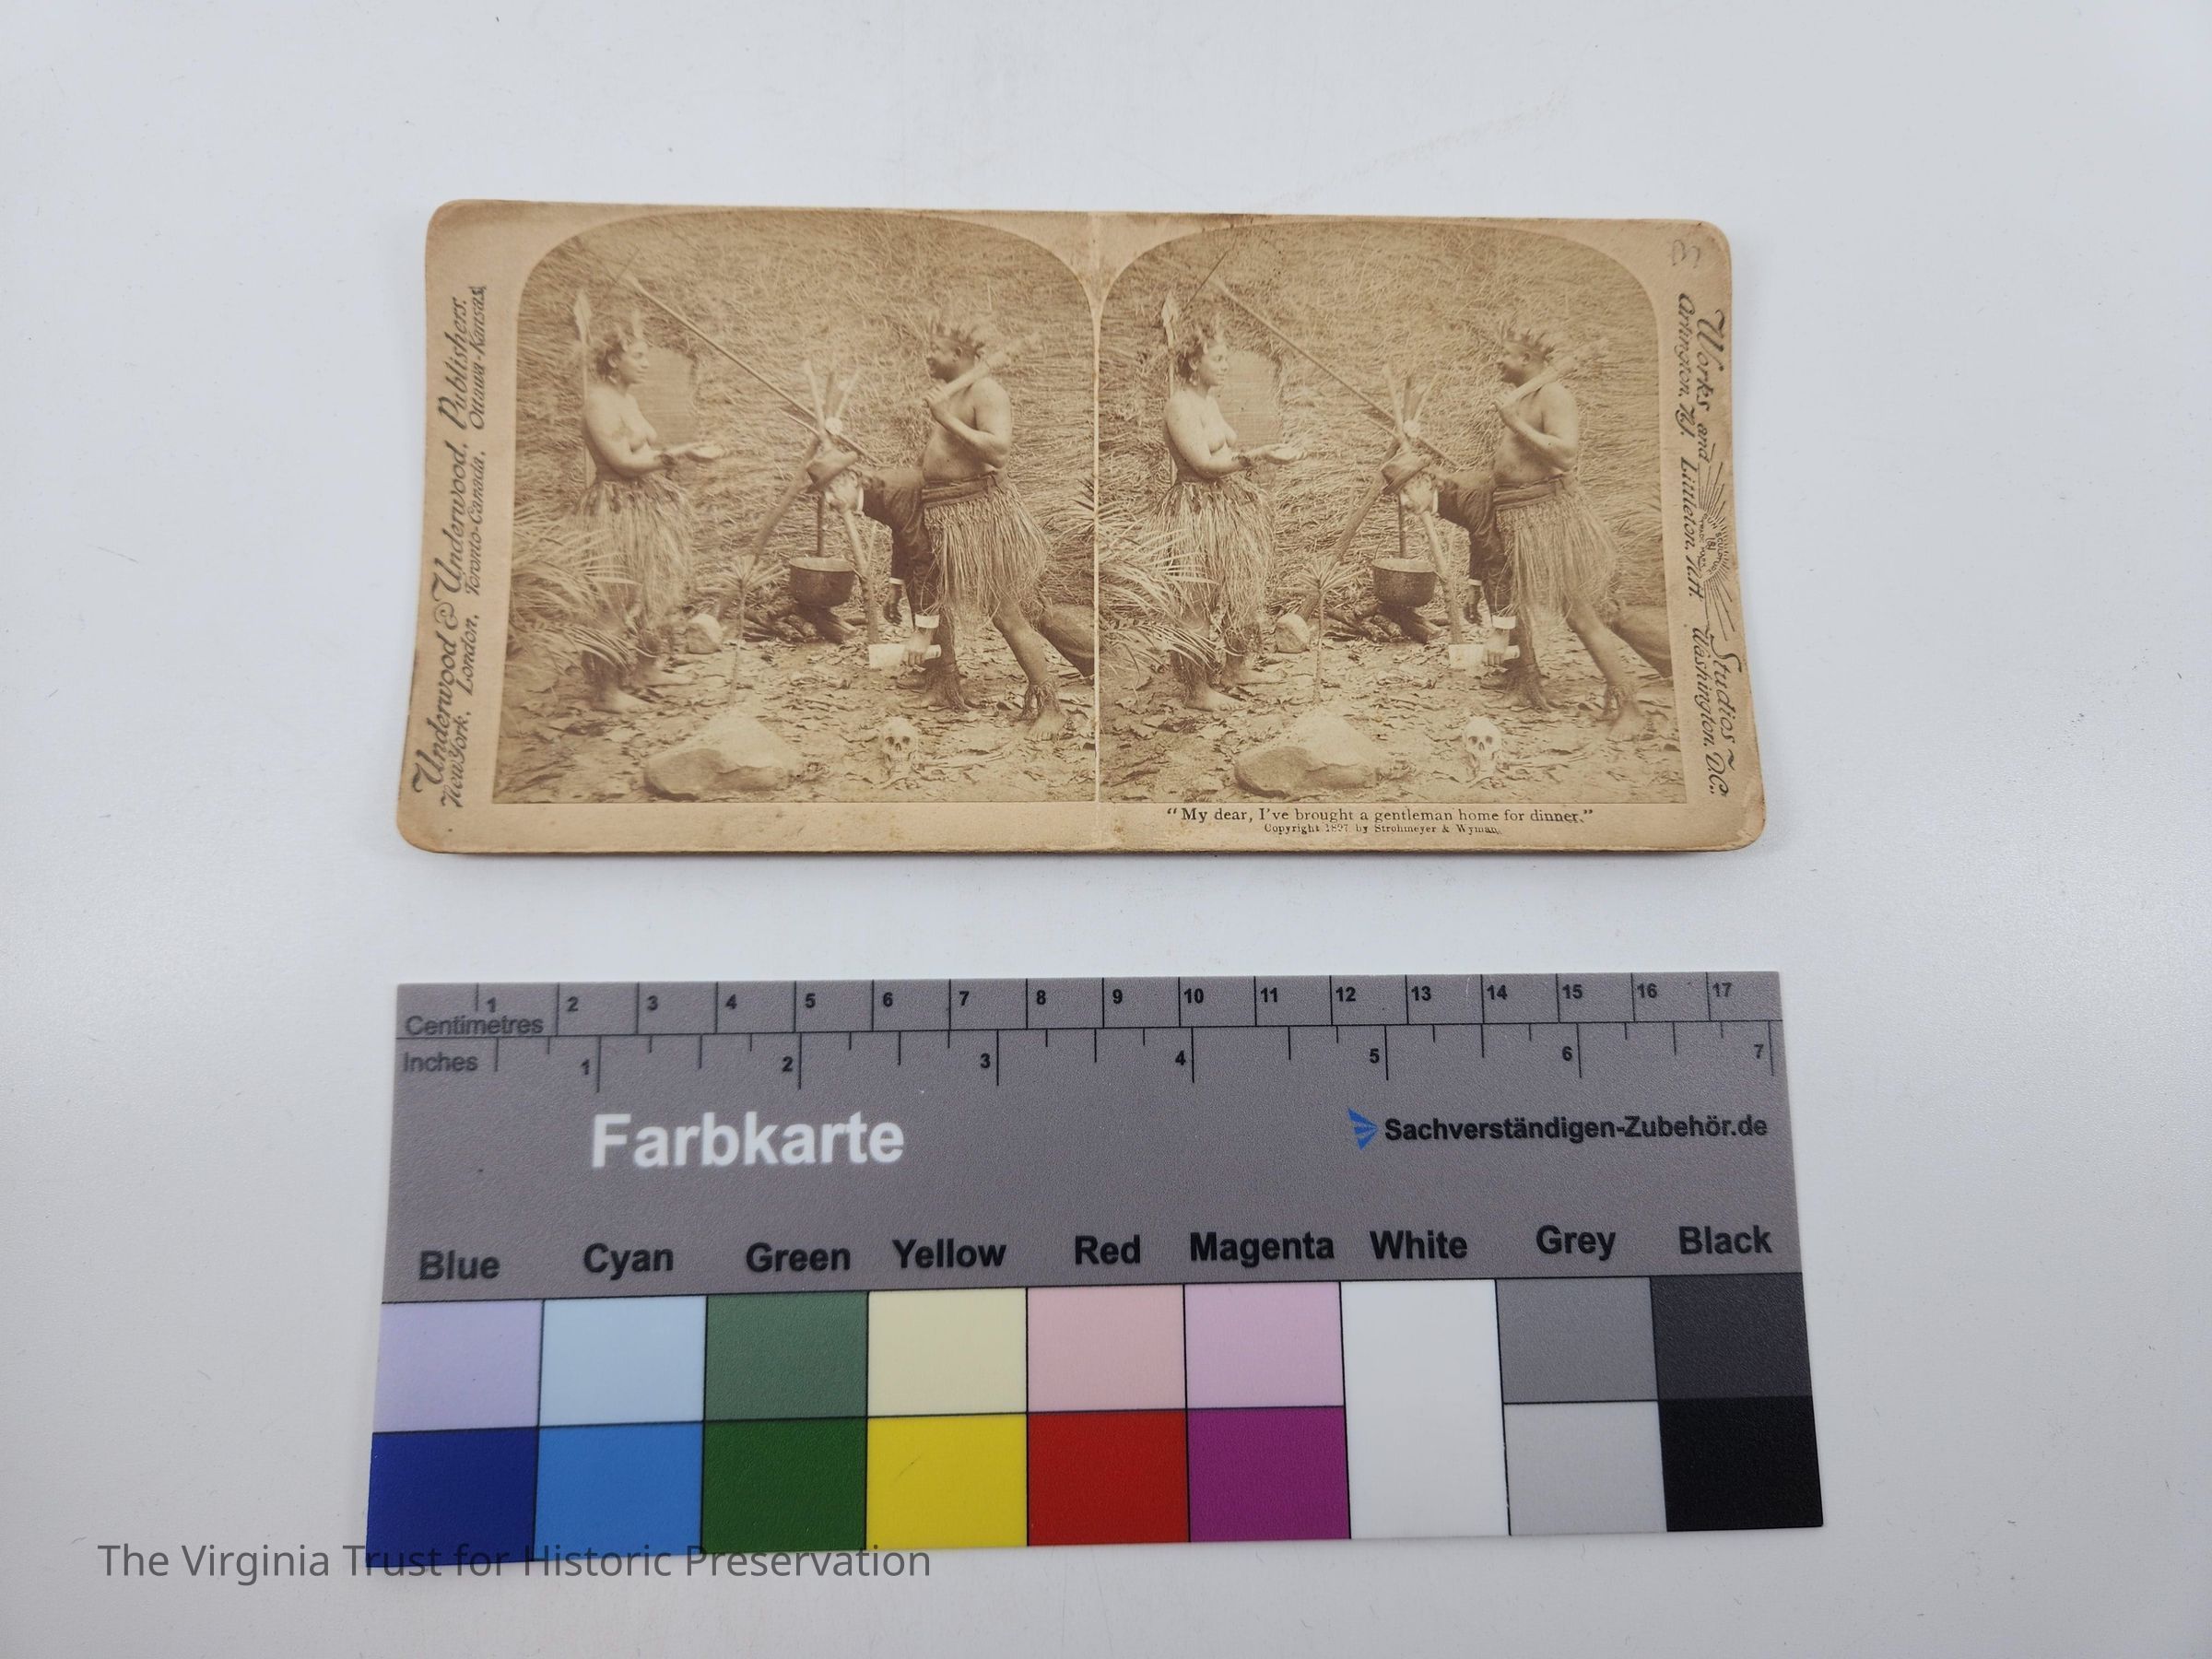 Underwood & Underwood. Publishers.
New York. London. Toronto-Canada. Ottawa-Kansas.
3
Works and Studios
Arlington, N.J. Littleton, N.H. Washington, D.C.
"My dear, I've brought a gentleman home for dinner."
Copyright 1897 by Strohmeyer & Wyman.
1 2 3 4 5 6 7 8 9 10 11 12 13 14 15 16 17
Centimetres
Inches 1 2 3 4 5 6 7
Farbkarte
Sachverständigen-Zubehör.de
Blue Cyan Green Yellow Red Magenta White Grey Black
The Virginia Trust for Historic Preservation